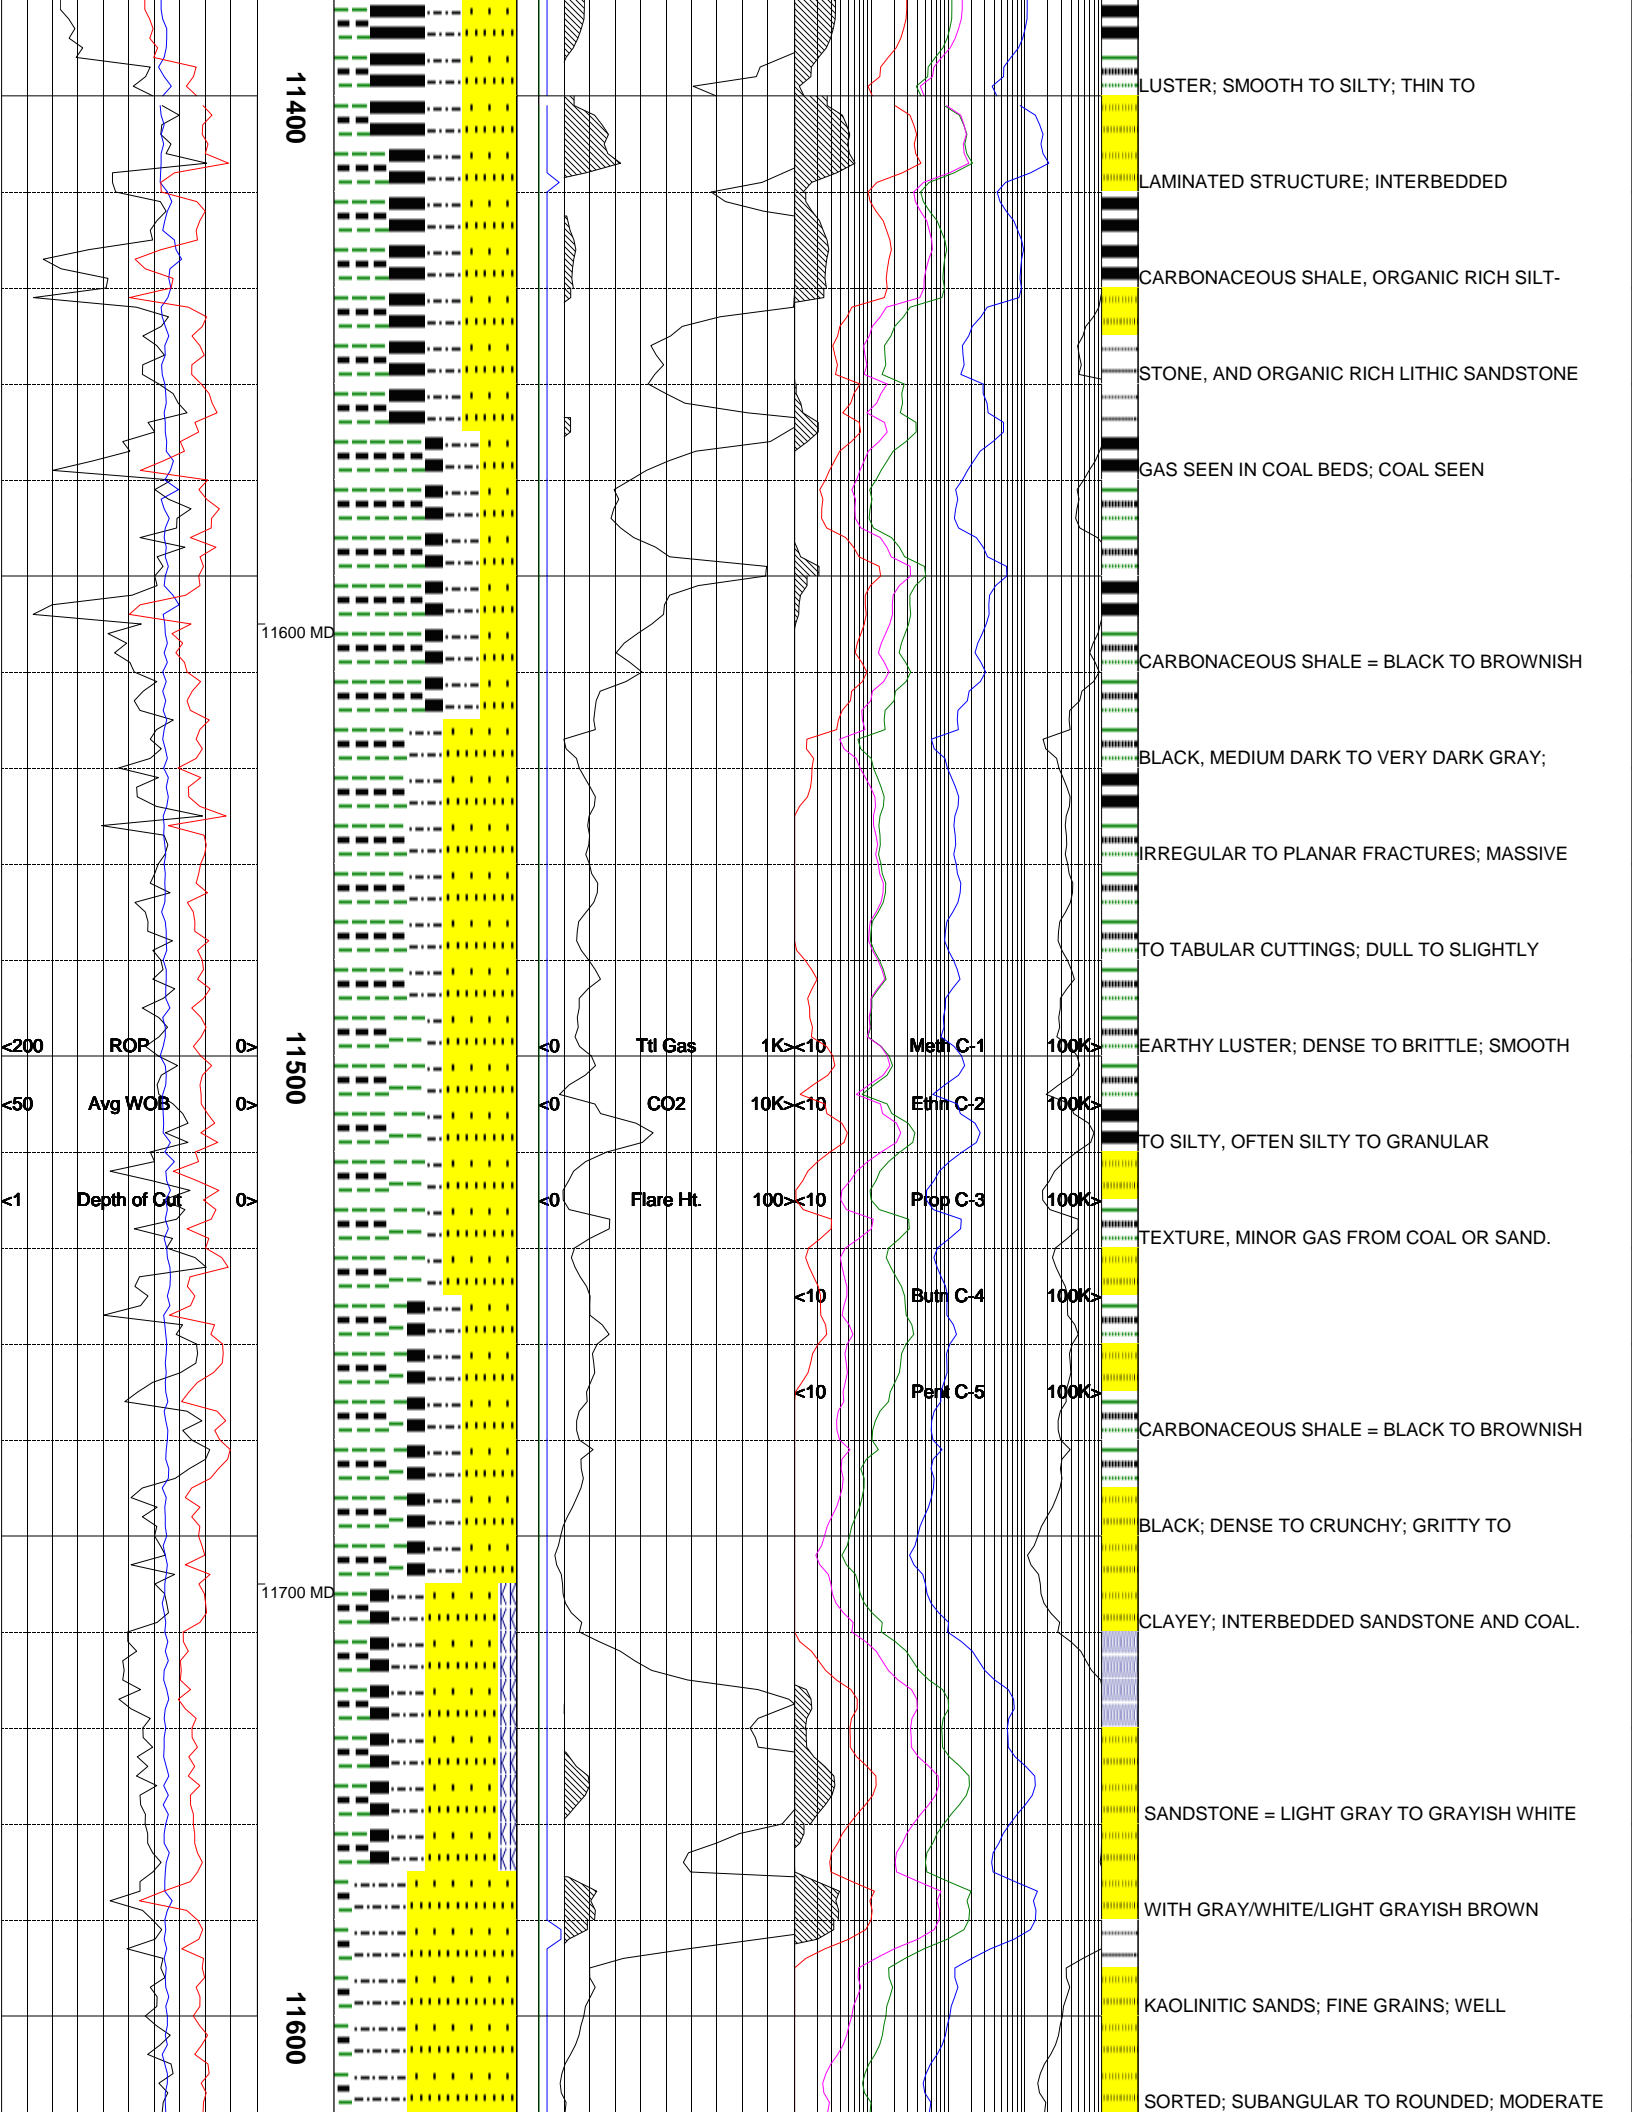 11400
LUSTER; SMOOTH TO SILTY; THIN TO
LAMINATED STRUCTURE; INTERBEDDED
CARBONACEOUS SHALE, ORGANIC RICH SILT-
STONE, AND ORGANIC RICH LITHIC SANDSTONE
GAS SEEN IN COAL BEDS; COAL SEEN
11600 MD
CARBONACEOUS SHALE = BLACK TO BROWNISH
BLACK, MEDIUM DARK TO VERY DARK GRAY;
IRREGULAR TO PLANAR FRACTURES; MASSIVE
TO TABULAR CUTTINGS; DULL TO SLIGHTLY
<200 ROP 0> 11500 <0 Ttl Gas 1K> <10 Meth C-1 100K> EARTHY LUSTER; DENSE TO BRITTLE; SMOOTH
<50 Avg WOB 0> <0 CO2 10K> <10 Ethn C-2 100K>
TO SILTY, OFTEN SILTY TO GRANULAR
<1 Depth of Cut 0> <0 Flare Ht. 100> <10 Prop C-3 100K>
TEXTURE, MINOR GAS FROM COAL OR SAND.
<10 Butn C-4 100K>
<10 Pent C-5 100K>
CARBONACEOUS SHALE = BLACK TO BROWNISH
BLACK; DENSE TO CRUNCHY; GRITTY TO
11700 MD
CLAYEY; INTERBEDDED SANDSTONE AND COAL.
SANDSTONE = LIGHT GRAY TO GRAYISH WHITE
WITH GRAY/WHITE/LIGHT GRAYISH BROWN
KAOLINITIC SANDS; FINE GRAINS; WELL
11600
SORTED; SUBANGULAR TO ROUNDED; MODERATE